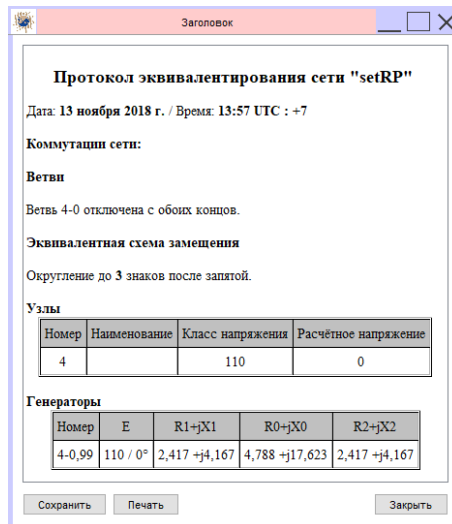 Заголовок
Протокол эквивалентирования сети "setRP"
Дата: 13 ноября 2018 г. / Время: 13:57 UTC : +7
Коммутации сети:
Ветви
Ветвь 4-0 отключена с обоих концов.
Эквивалентная схема замещения
Округление до 3 знаков после запятой.
Узлы
Номер Наименование Класс напряжения Расчётное напряжение
4 110 0
Генераторы
Номер E R1+jX1 R0+jX0 R2+jX2
4-0,99 110 / 0° 2,417 +j4,167 4,788 +j17,623 2,417 +j4,167
Сохранить Печать Закрыть